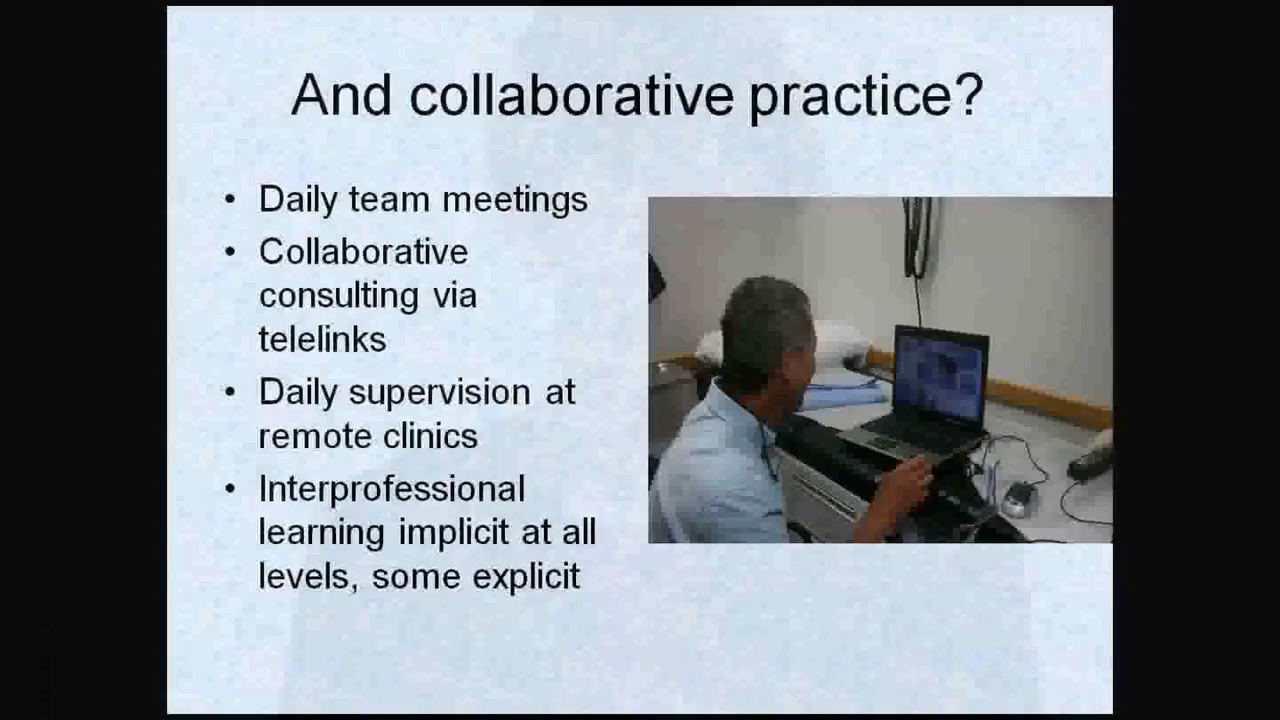 And collaborative practice?
• Daily team meetings
• Collaborative
consulting via
telelinks
• Daily supervision at
remote clinics
• Interprofessional
learning implicit at all
levels, some explicit